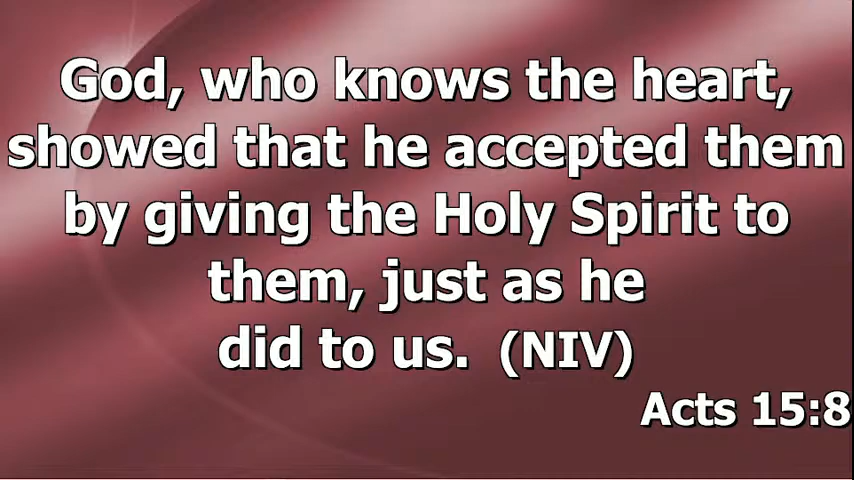 God, who knows the heart,
showed that he accepted them
by giving the Holy Spirit to
them, just as he
did to us.  (NIV)
Acts 15:8